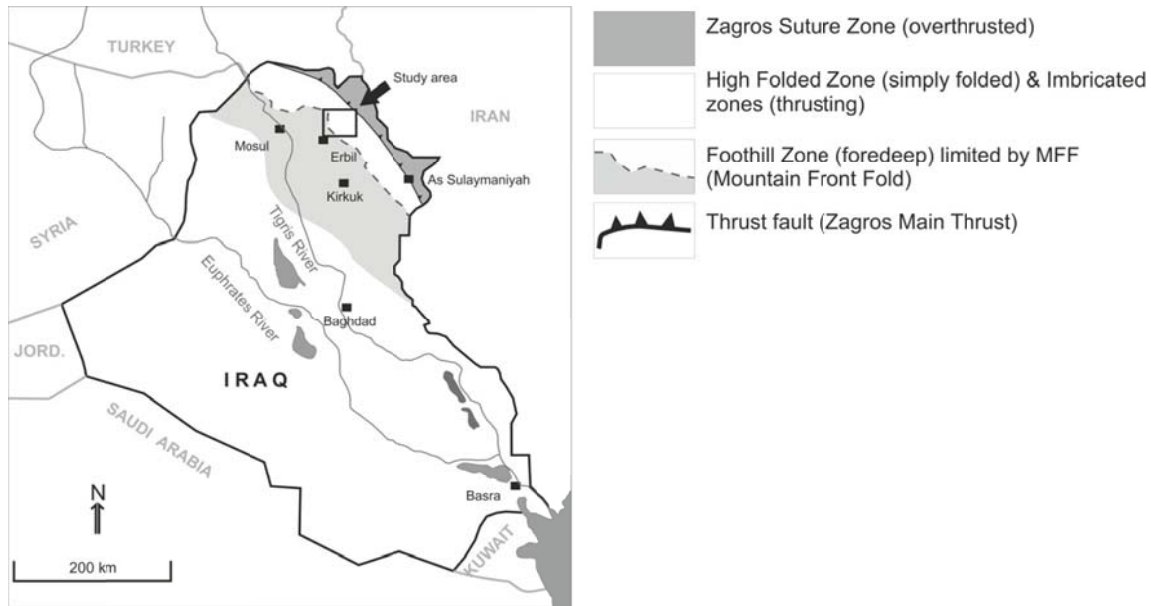 TURKEY
Study area
IRAN
Mosul
Erbil
As Sulaymaniyah
Kirkuk
SYRIA
Tigris River
Euphrates River
Baghdad
JORD.
IRAQ
SAUDI ARABIA
N
Basra
KUWAIT
200 km
Zagros Suture Zone (overthrusted)
High Folded Zone (simply folded) & Imbricated
zones (thrusting)
Foothill Zone (foredeep) limited by MFF
(Mountain Front Fold)
Thrust fault (Zagros Main Thrust)